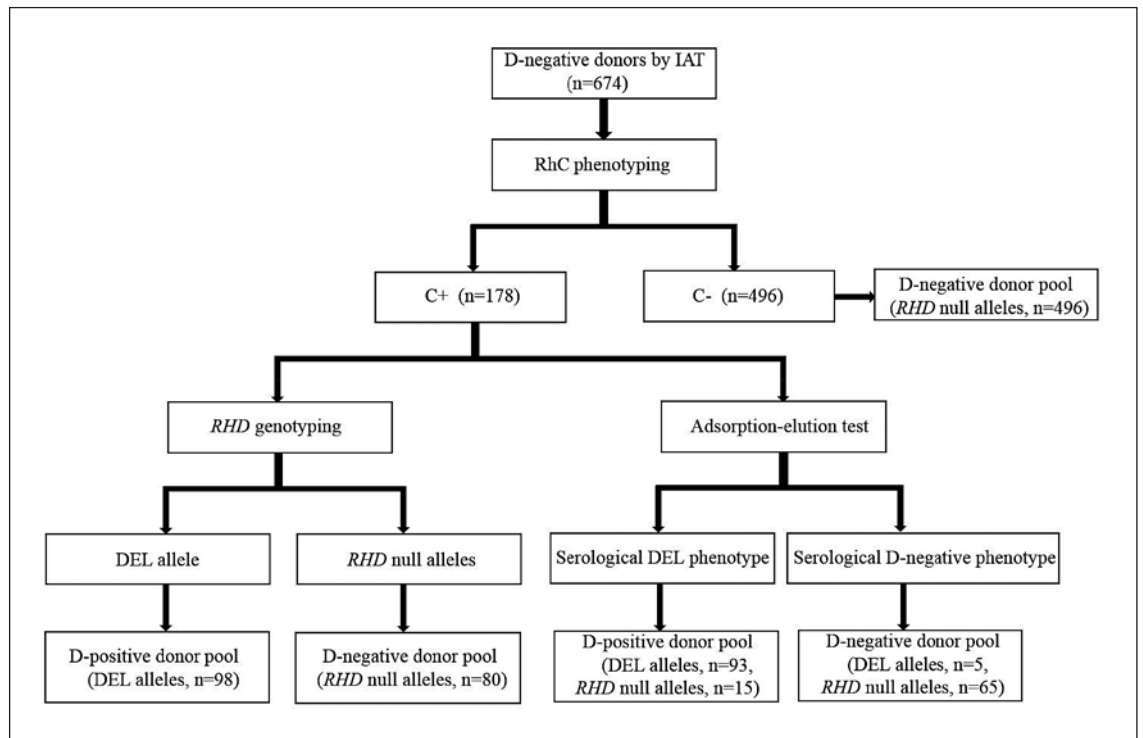 D-negative donors by IAT
(n=674)
RhC phenotyping
C+ (n=178)
C- (n=496)
D-negative donor pool
(RHD null alleles, n=496)
RHD genotyping
Adsorption-elution test
DEL allele
RHD null alleles
Serological DEL phenotype
Serological D-negative phenotype
D-positive donor pool
(DEL alleles, n=98)
D-negative donor pool
(RHD null alleles, n=80)
D-positive donor pool
(DEL alleles, n=93,
RHD null alleles, n=15)
D-negative donor pool
(DEL alleles, n=5,
RHD null alleles, n=65)